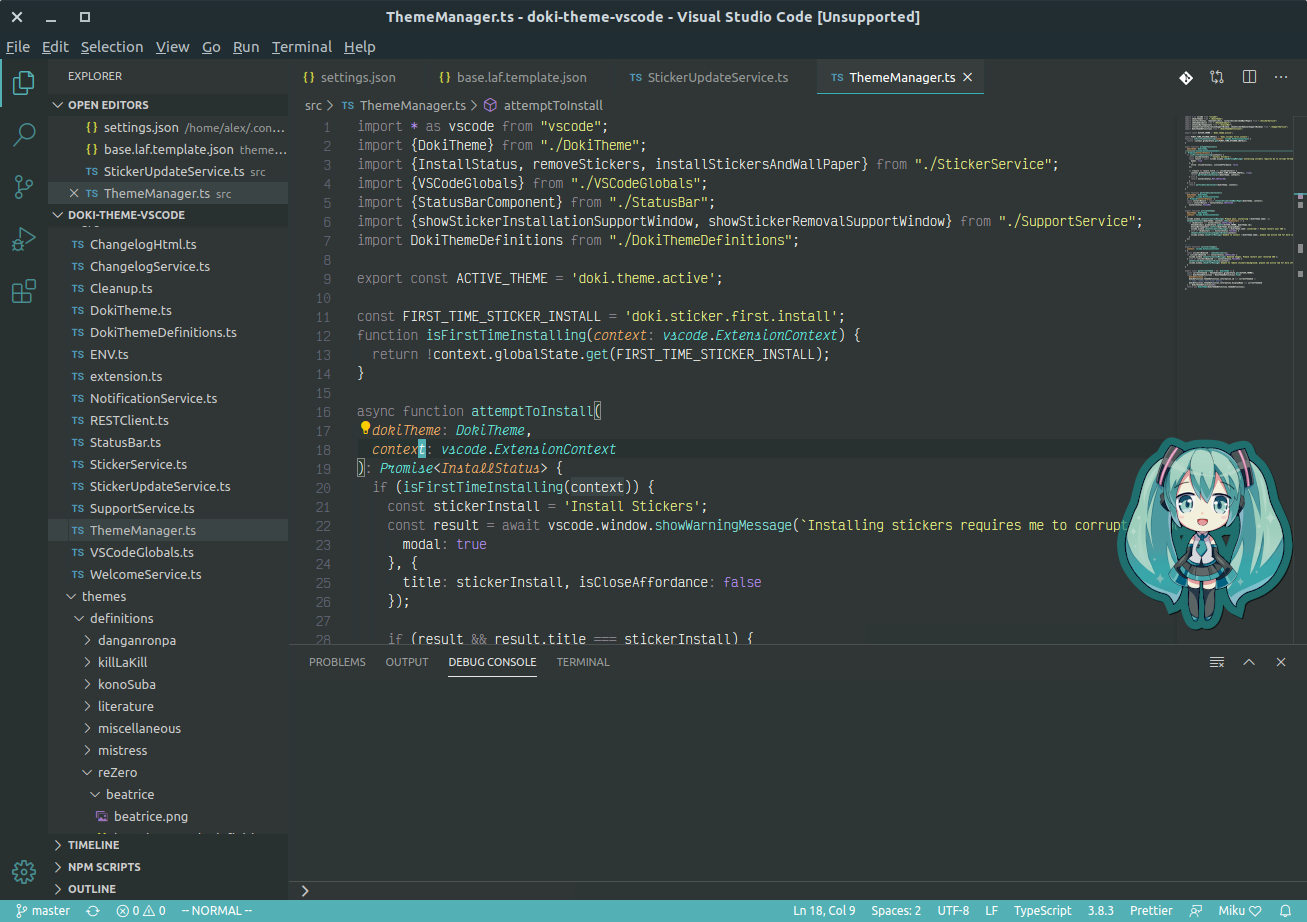 ThemeManager.ts - doki-theme-vscode - Visual Studio Code [Unsupported]
File Edit Selection View Go Run Terminal Help
EXPLORER
OPEN EDITORS
{} settings.json /home/alex/.con...
{} base.laf.template.json theme...
TS StickerUpdateService.ts src
TS ThemeManager.ts src
DOKI-THEME-VSCODE
TS ChangelogHtml.ts
TS ChangelogService.ts
TS Cleanup.ts
TS DokiTheme.ts
TS DokiThemeDefinitions.ts
TS ENV.ts
TS extension.ts
TS NotificationService.ts
TS RESTClient.ts
TS StatusBar.ts
TS StickerService.ts
TS StickerUpdateService.ts
TS SupportService.ts
TS ThemeManager.ts
TS VSCodeGlobals.ts
TS WelcomeService.ts
themes
definitions
danganronpa
killLaKill
konoSuba
literature
miscellaneous
mistress
reZero
beatrice
beatrice.png
TIMELINE
NPM SCRIPTS
OUTLINE
{} settings.json {} base.laf.template.json TS StickerUpdateService.ts TS ThemeManager.ts
src > TS ThemeManager.ts > attemptToInstall
1 import * as vscode from "vscode";
2 import {DokiTheme} from "./DokiTheme";
3 import {InstallStatus, removeStickers, installStickersAndWallPaper} from "./StickerService";
4 import {VSCodeGlobals} from "./VSCodeGlobals";
5 import {StatusBarComponent} from "./StatusBar";
6 import {showStickerInstallationSupportWindow, showStickerRemovalSupportWindow} from "./SupportService";
7 import DokiThemeDefinitions from "./DokiThemeDefinitions";
8
9 export const ACTIVE_THEME = 'doki.theme.active';
10
11 const FIRST_TIME_STICKER_INSTALL = 'doki.sticker.first.install';
12 function isFirstTimeInstalling(context: vscode.ExtensionContext) {
13 return !context.globalState.get(FIRST_TIME_STICKER_INSTALL);
14 }
15
16 async function attemptToInstall(
17 dokiTheme: DokiTheme,
18 context: vscode.ExtensionContext
19 ): Promise<InstallStatus> {
20 if (isFirstTimeInstalling(context)) {
21 const stickerInstall = 'Install Stickers';
22 const result = await vscode.window.showWarningMessage(`Installing stickers requires me to corrupt
23 modal: true
24 }, {
25 title: stickerInstall, isCloseAffordance: false
26 });
27
28 if (result && result.title === stickerInstall) {
PROBLEMS OUTPUT DEBUG CONSOLE TERMINAL
master 0 0 -- NORMAL -- Ln 18, Col 9 Spaces: 2 UTF-8 LF TypeScript 3.8.3 Prettier Miku♡